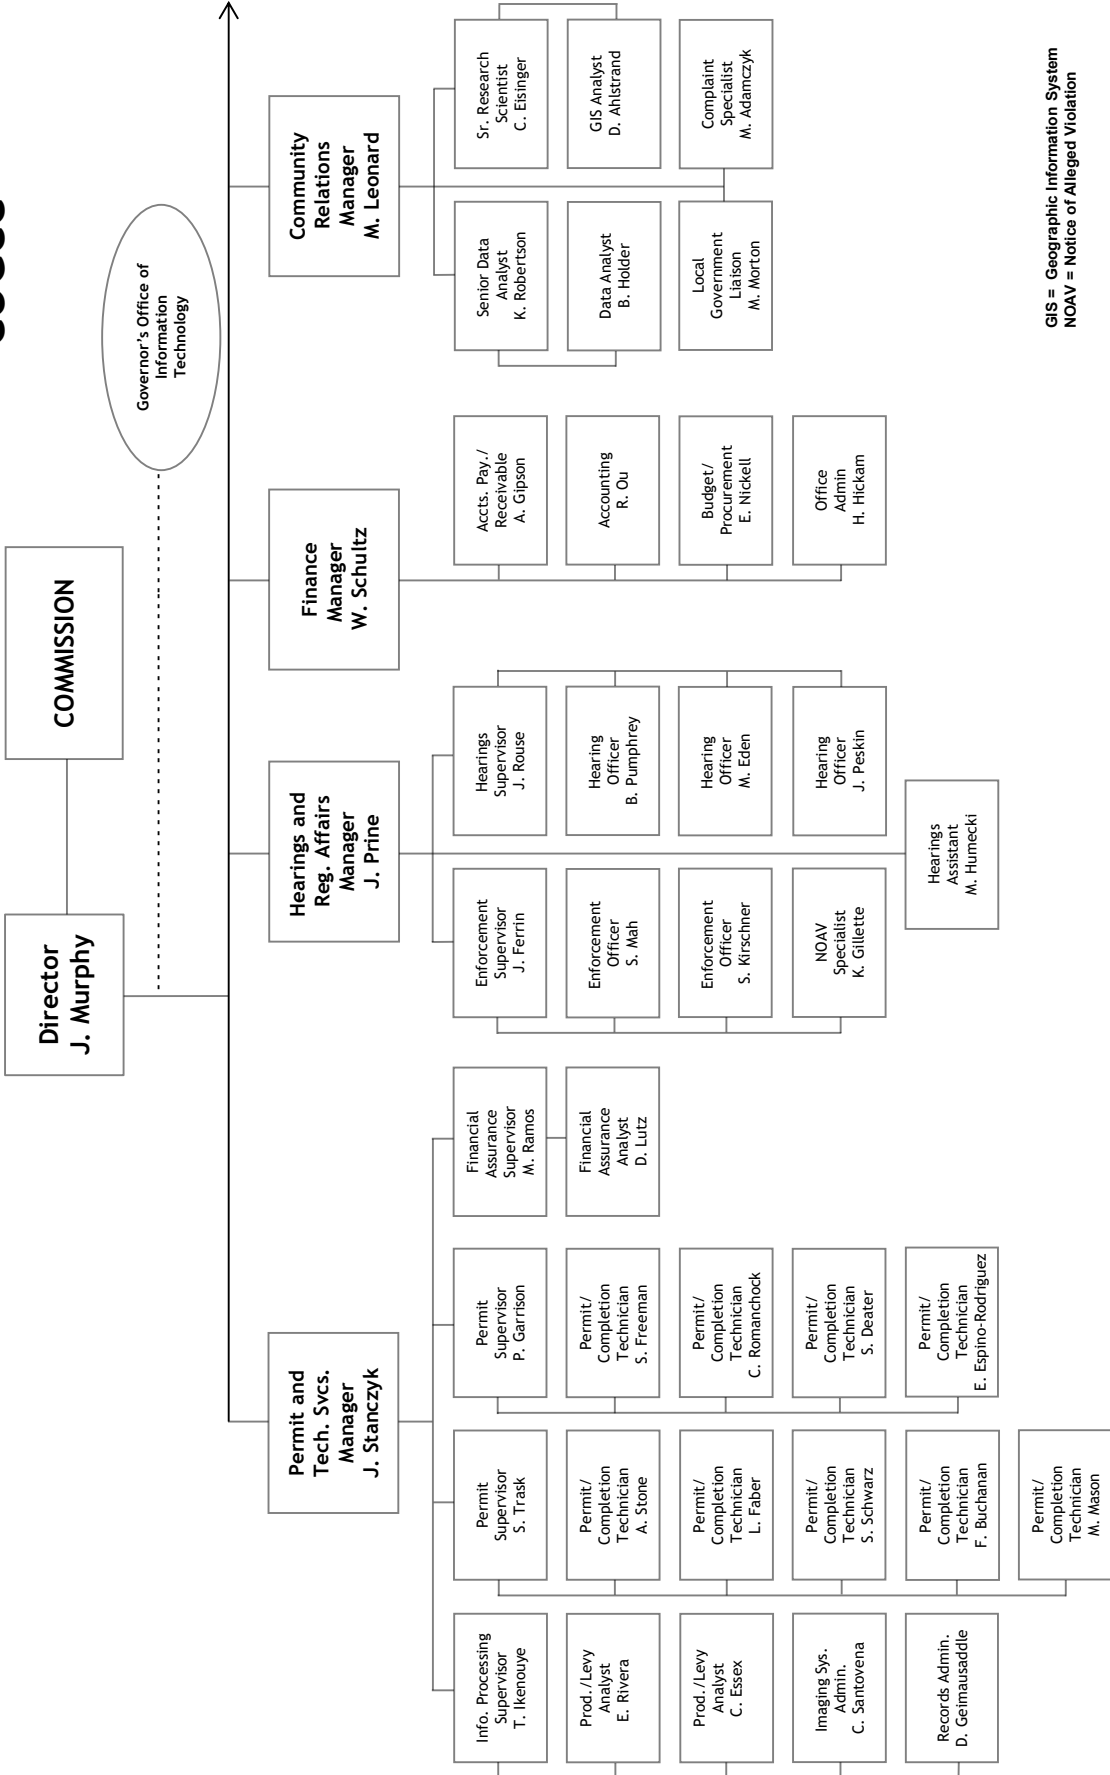 COMMISSION
Director
J. Murphy
Governor's Office of
Information
Technology
Permit and
Tech. Svcs.
Manager
J. Stanczyk
Hearings and
Reg. Affairs
Manager
J. Prine
Finance
Manager
W. Schultz
Community
Relations
Manager
M. Leonard
Info. Processing
Supervisor
T. Ikenouye
Prod./Levy
Analyst
E. Rivera
Prod./Levy
Analyst
C. Essex
Imaging Sys.
Admin.
C. Santovena
Records Admin.
D. Geimausaddle
Permit
Supervisor
S. Trask
Permit/
Completion
Technician
A. Stone
Permit/
Completion
Technician
L. Faber
Permit/
Completion
Technician
S. Schwarz
Permit/
Completion
Technician
F. Buchanan
Permit/
Completion
Technician
M. Mason
Permit
Supervisor
P. Garrison
Permit/
Completion
Technician
S. Freeman
Permit/
Completion
Technician
C. Romanchock
Permit/
Completion
Technician
S. Deater
Permit/
Completion
Technician
E. Espino-Rodriguez
Financial
Assurance
Supervisor
M. Ramos
Financial
Assurance
Analyst
D. Lutz
Enforcement
Supervisor
J. Ferrin
Enforcement
Officer
S. Mah
Enforcement
Officer
S. Kirschner
NOAV
Specialist
K. Gillette
Hearings
Supervisor
J. Rouse
Hearing
Officer
B. Pumphrey
Hearing
Officer
M. Eden
Hearing
Officer
J. Peskin
Hearings
Assistant
M. Humecki
Accts. Pay./
Receivable
A. Gipson
Accounting
R. Ou
Budget/
Procurement
E. Nickell
Office
Admin
H. Hickam
Senior Data
Analyst
K. Robertson
Data Analyst
B. Holder
Local
Government
Liaison
M. Morton
Sr. Research
Scientist
C. Eisinger
GIS Analyst
D. Ahlstrand
Complaint
Specialist
M. Adamczyk
GIS = Geographic Information System
NOAV = Notice of Alleged Violation